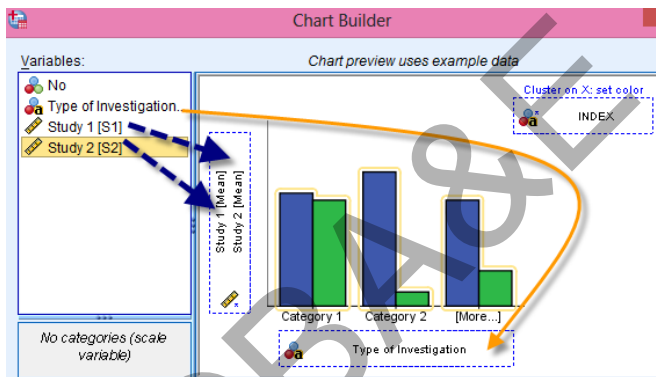 Chart Builder
Variables:
Chart preview uses example data
No
Type of Investigation...
Study 1 [S1]
Study 2 [S2]
Cluster on X: set color
INDEX
Study 1 [Mean]
Study 2 [Mean]
Category 1
Category 2
[More...]
Type of Investigation
No categories (scale
variable)
BA&E